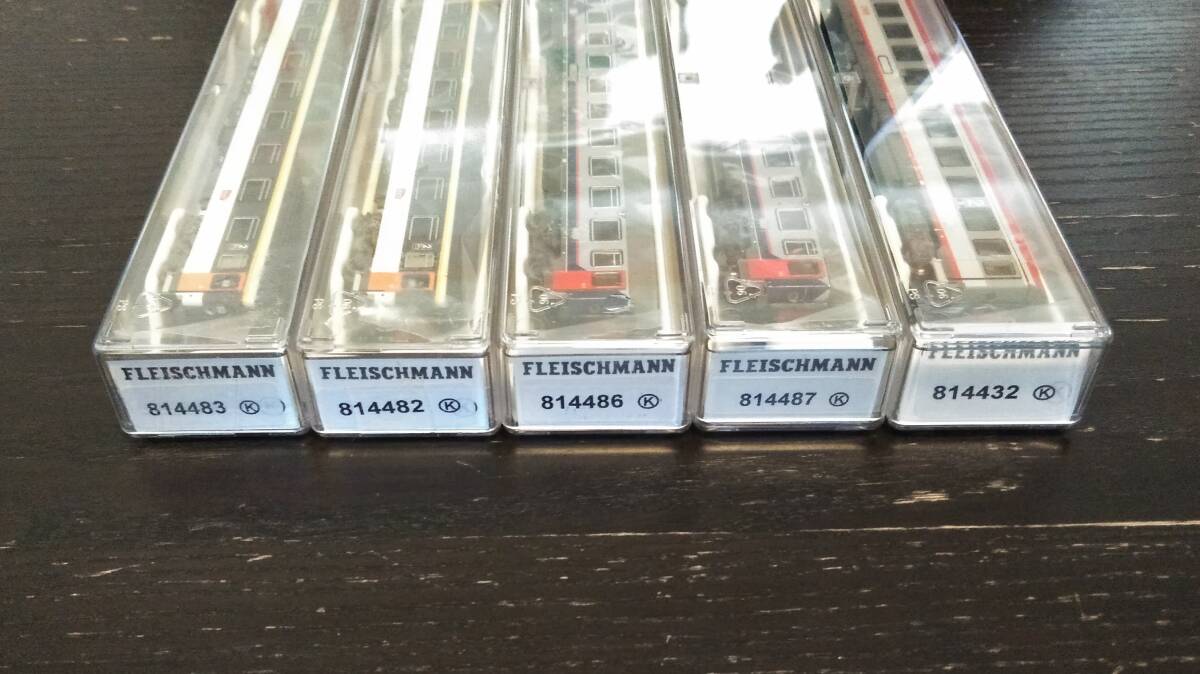 FLEISCHMANN
814483 K
FLEISCHMANN
814482 K
FLEISCHMANN
814486 K
FLEISCHMANN
814487 K
FLEISCHMANN
814432 K